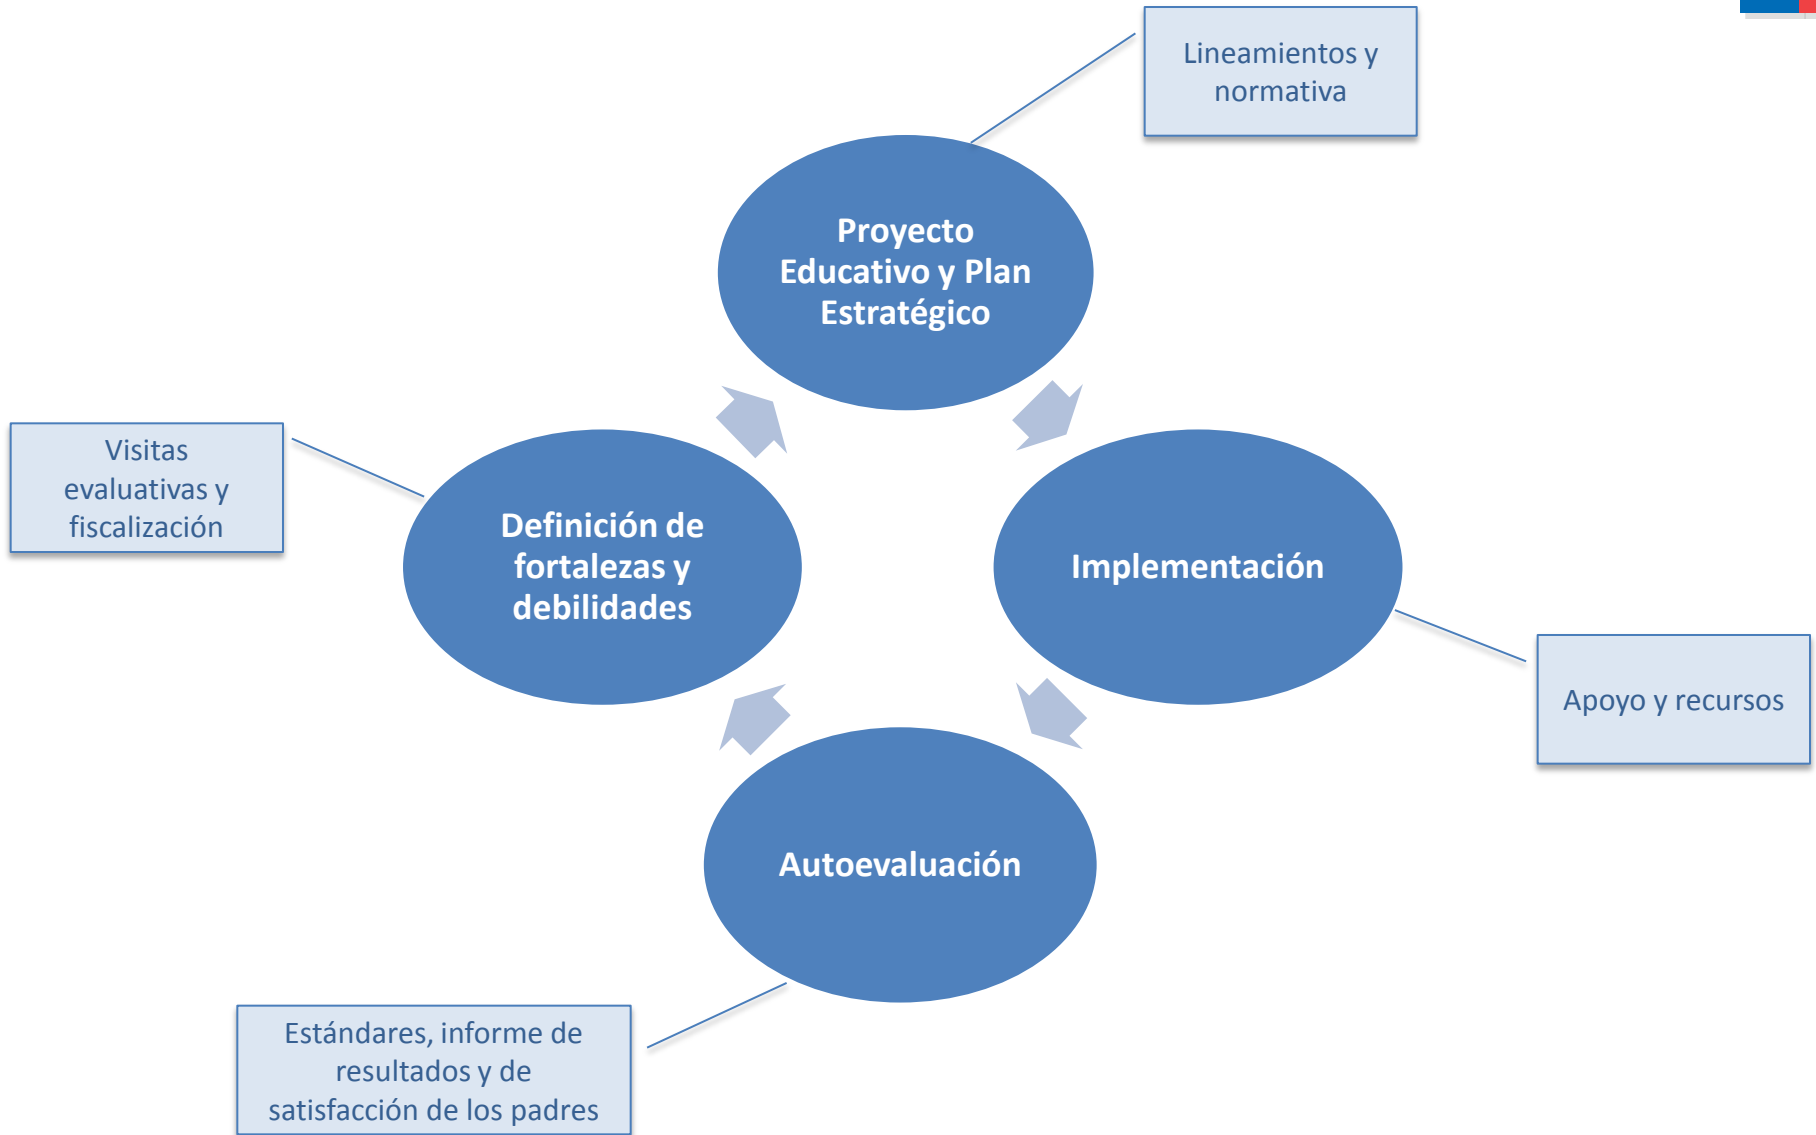 Lineamientos y
normativa
Proyecto
Educativo y Plan
Estratégico
Visitas
evaluativas y
fiscalización
Definición de
fortalezas y
debilidades
Implementación
Apoyo y recursos
Autoevaluación
Estándares, informe de
resultados y de
satisfacción de los padres